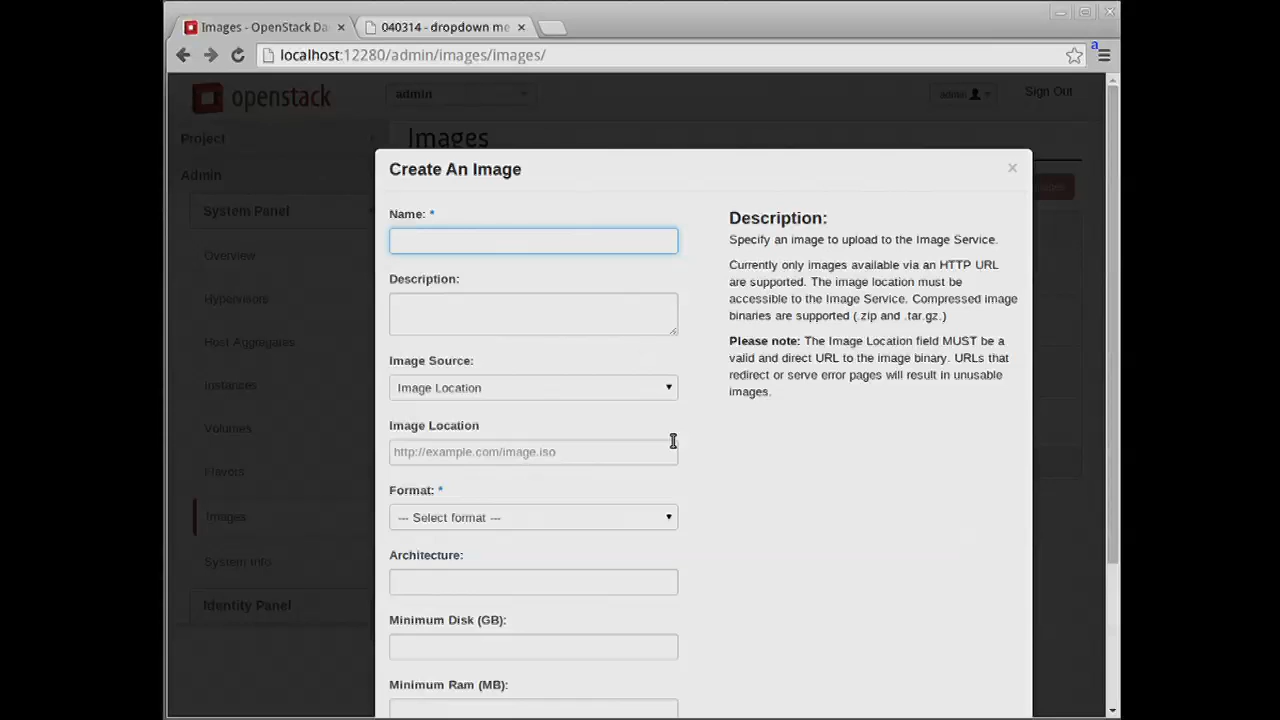 Images - OpenStack Da
040314 - dropdown me
localhost:12280/admin/images/images/
openstack
admin
admin
Sign Out
Project
Images
Admin
System Panel
Overview
Hypervisors
Host Aggregates
Instances
Volumes
Flavors
Images
System Info
Identity Panel
Create An Image
×
Name: *
Description:
Image Source:
Image Location
Image Location
http://example.com/image.iso
Format: *
--- Select format ---
Architecture:
Minimum Disk (GB):
Minimum Ram (MB):
Description:
Specify an image to upload to the Image Service.
Currently only images available via an HTTP URL
are supported. The image location must be
accessible to the Image Service. Compressed image
binaries are supported (.zip and .tar.gz.)
Please note: The Image Location field MUST be a
valid and direct URL to the image binary. URLs that
redirect or serve error pages will result in unusable
images.